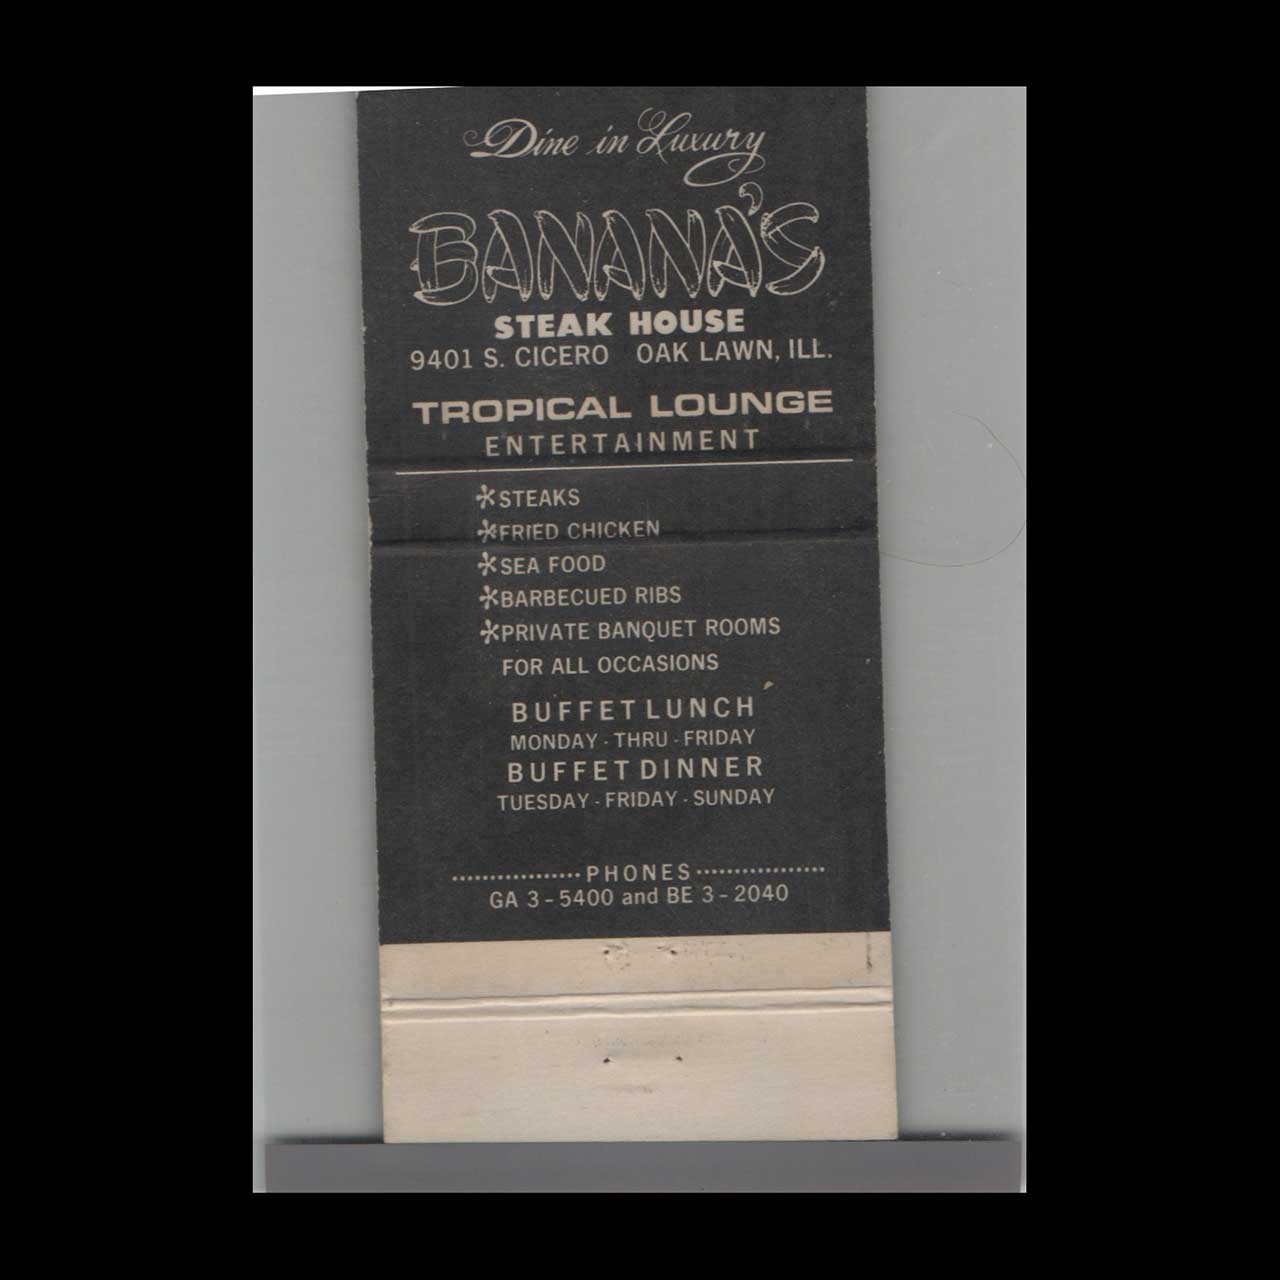 Dine in Luxury
BANANA'S
STEAK HOUSE
9401 S. CICERO OAK LAWN, ILL.
TROPICAL LOUNGE
ENTERTAINMENT
*STEAKS
*FRIED CHICKEN
*SEA FOOD
*BARBECUED RIBS
*PRIVATE BANQUET ROOMS
FOR ALL OCCASIONS
BUFFET LUNCH
MONDAY - THRU - FRIDAY
BUFFET DINNER
TUESDAY - FRIDAY - SUNDAY
PHONES
GA 3 - 5400 and BE 3 - 2040